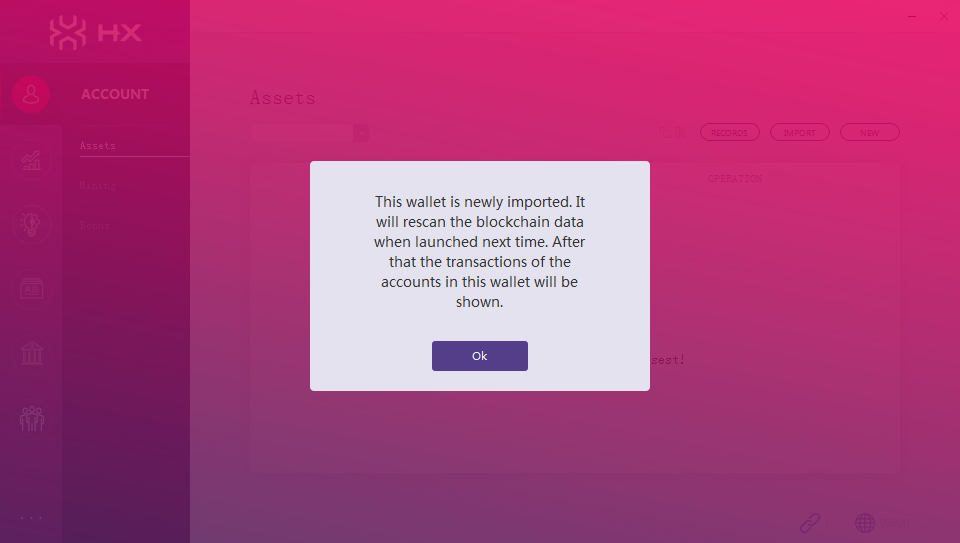 HX
ACCOUNT
Assets
Mining
Assets
RECORDS
IMPORT
NEW
OPERATION
This wallet is newly imported. It
will rescan the blockchain data
when launched next time. After
that the transactions of the
accounts in this wallet will be
shown.
Ok